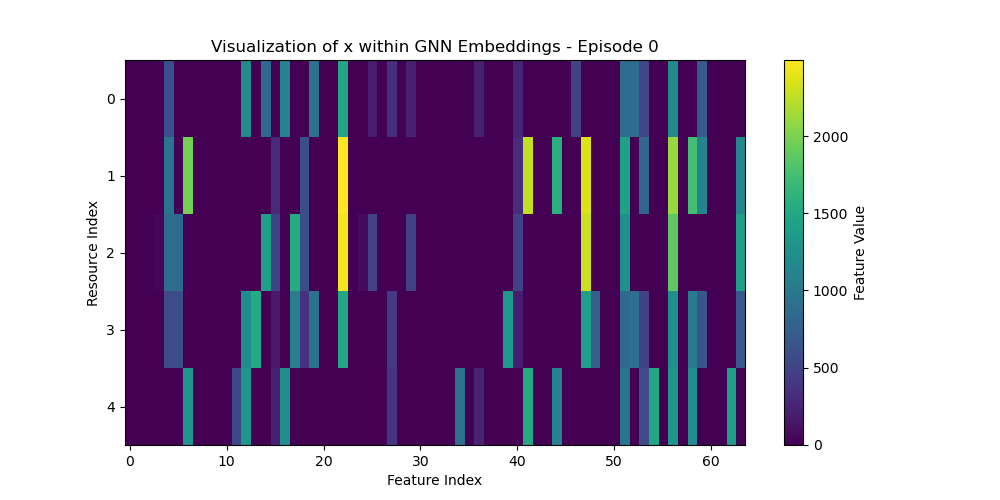 Visualization of x within GNN Embeddings - Episode 0
Resource Index
0
1
2
3
4
0 10 20 30 40 50 60
Feature Index
2000
1500
1000
500
0
Feature Value